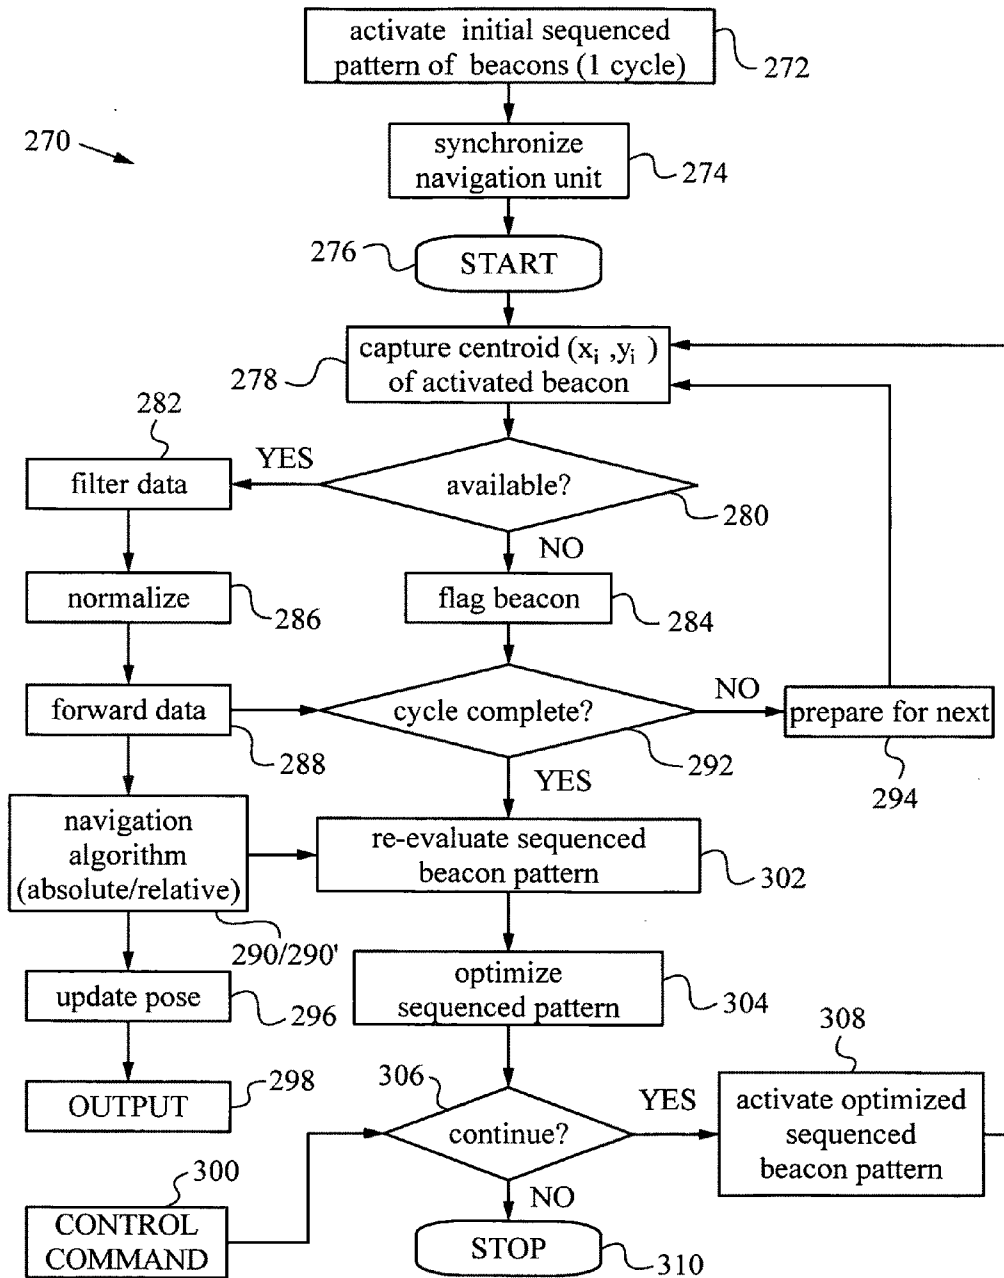 activate initial sequenced
pattern of beacons (1 cycle)
272
270
synchronize
navigation unit
274
276
START
capture centroid (xᵢ ,yᵢ )
of activated beacon
278
282
YES
filter data
available?
280
NO
normalize
286
flag beacon
284
forward data
288
cycle complete?
292
NO
prepare for next
294
YES
navigation
algorithm
(absolute/relative)
290/290'
re-evaluate sequenced
beacon pattern
302
update pose
296
optimize
sequenced pattern
304
OUTPUT
298
306
continue?
YES
308
activate optimized
sequenced
beacon pattern
300
CONTROL
COMMAND
NO
STOP
310